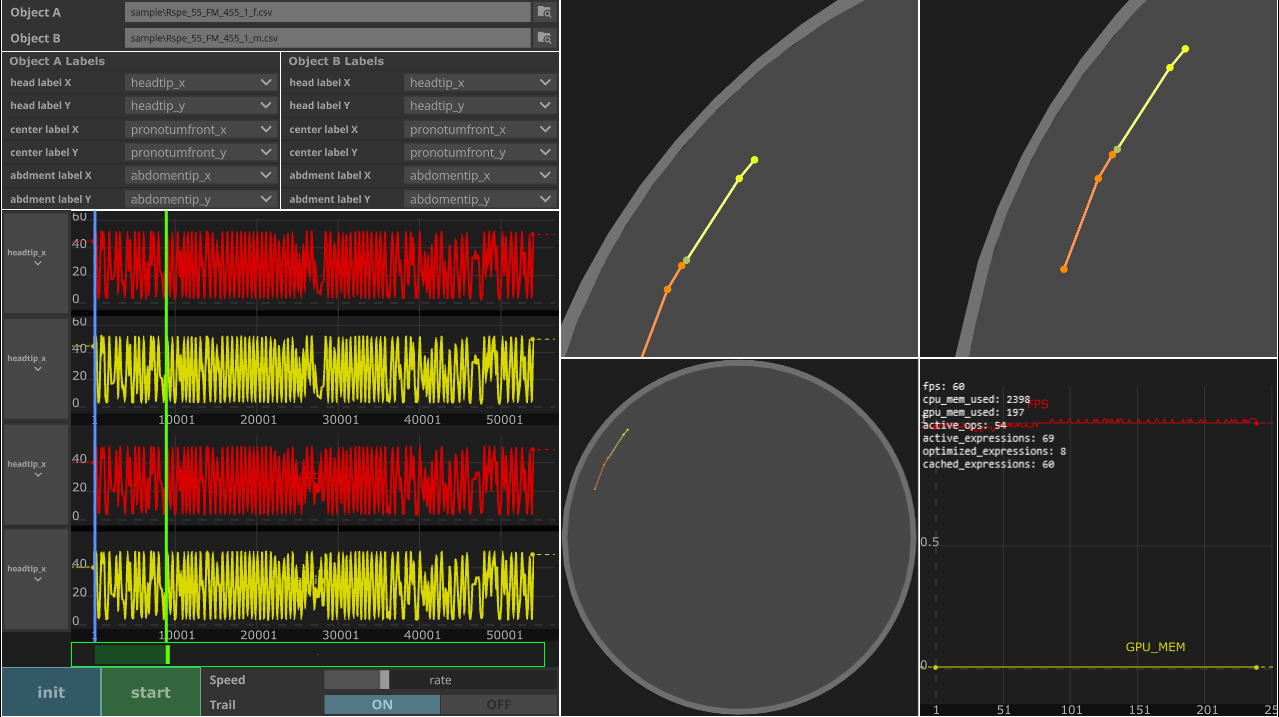 Object A sample\Rspe_55_FM_455_1_f.csv
Object B sample\Rspe_55_FM_455_1_m.csv
Object A Labels
head label X headtip_x
head label Y headtip_y
center label X pronotumfront_x
center label Y pronotumfront_y
abdment label X abdomentip_x
abdment label Y abdomentip_y
Object B Labels
head label X headtip_x
head label Y headtip_y
center label X pronotumfront_x
center label Y pronotumfront_y
abdment label X abdomentip_x
abdment label Y abdomentip_y
headtip_x
60
40
20
0
headtip_x
60
40
20
0
1 10001 20001 30001 40001 50001
headtip_x
40
20
0
headtip_x
40
20
0
1 10001 20001 30001 40001 50001
init start
Speed rate
Trail ON OFF
fps: 60
cpu_mem_used: 2398
FPS
gpu_mem_used: 197
active_ops: 54
active_expressions: 69
optimized_expressions: 8
cached_expressions: 60
0.5
GPU_MEM
0
1 51 101 151 201 25